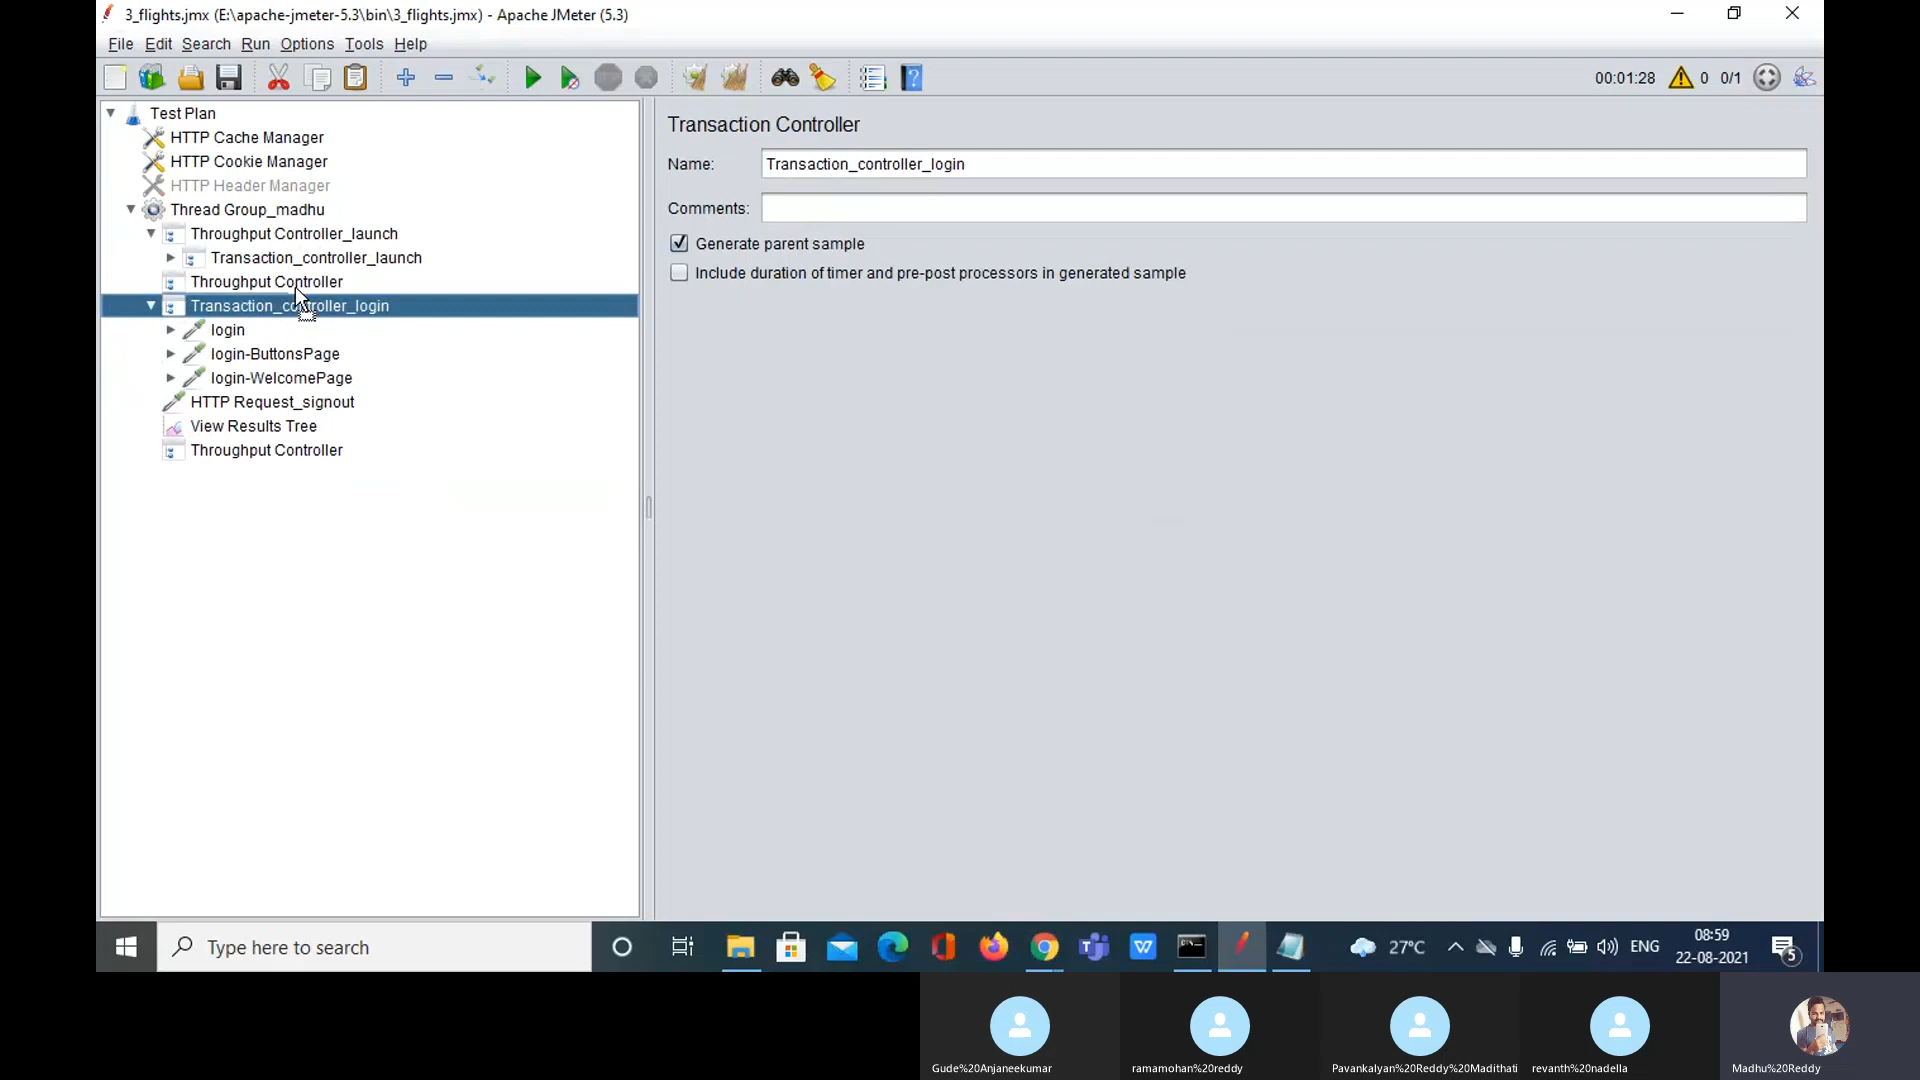 3_flights.jmx (E:\apache-jmeter-5.3\bin\3_flights.jmx) - Apache JMeter (5.3)
File Edit Search Run Options Tools Help
00:01:28 0 0/1
Test Plan
HTTP Cache Manager
HTTP Cookie Manager
HTTP Header Manager
Thread Group_madhu
Throughput Controller_launch
Transaction_controller_launch
Throughput Controller
Transaction_controller_login
login
login-ButtonsPage
login-WelcomePage
HTTP Request_signout
View Results Tree
Throughput Controller
Transaction Controller
Name: Transaction_controller_login
Comments:
Generate parent sample
Include duration of timer and pre-post processors in generated sample
Type here to search
27°C
ENG
08:59
22-08-2021
5
Gude%20Anjaneekumar
ramamohan%20reddy
Pavankalyan%20Reddy%20Madithati
revanth%20nadella
Madhu%20Reddy